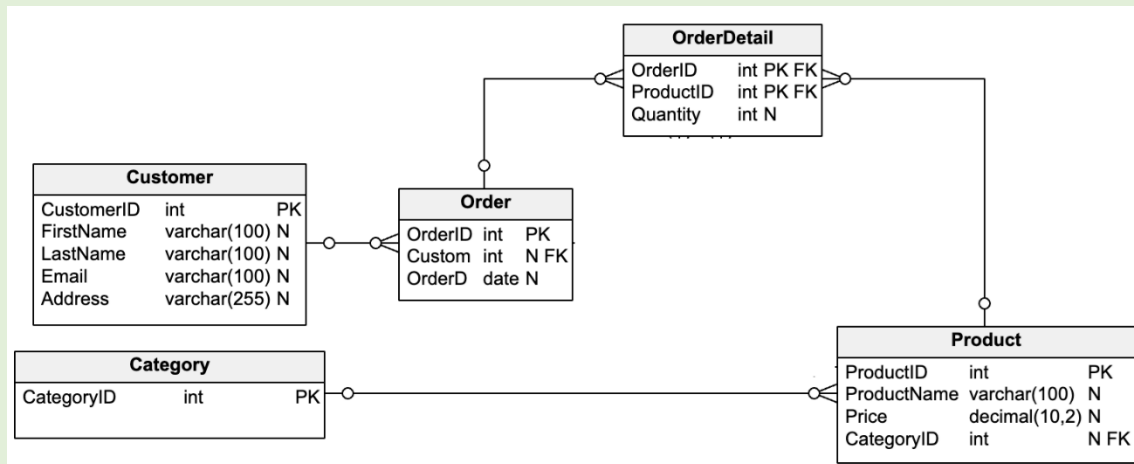 OrderDetail
OrderID int PK FK
ProductID int PK FK
Quantity int N
Customer
CustomerID int PK
FirstName varchar(100) N
LastName varchar(100) N
Email varchar(100) N
Address varchar(255) N
Order
OrderID int PK
Custom int N FK
OrderD date N
Category
CategoryID int PK
Product
ProductID int PK
ProductName varchar(100) N
Price decimal(10,2) N
CategoryID int N FK